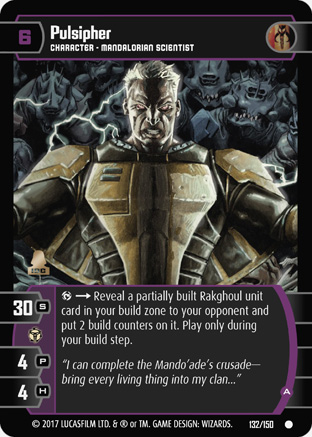 6
Pulsipher
CHARACTER - MANDALORIAN SCIENTIST
IDC
30 S
4 P
4 H
Reveal a partially built Rakghoul unit
card in your build zone to your opponent and
put 2 build counters on it. Play only during
your build step.
"I can complete the Mando'ade's crusade—
bring every living thing into my clan..."
A
© 2017 LUCASFILM LTD. & ® or TM. GAME DESIGN: WIZARDS.
132/150